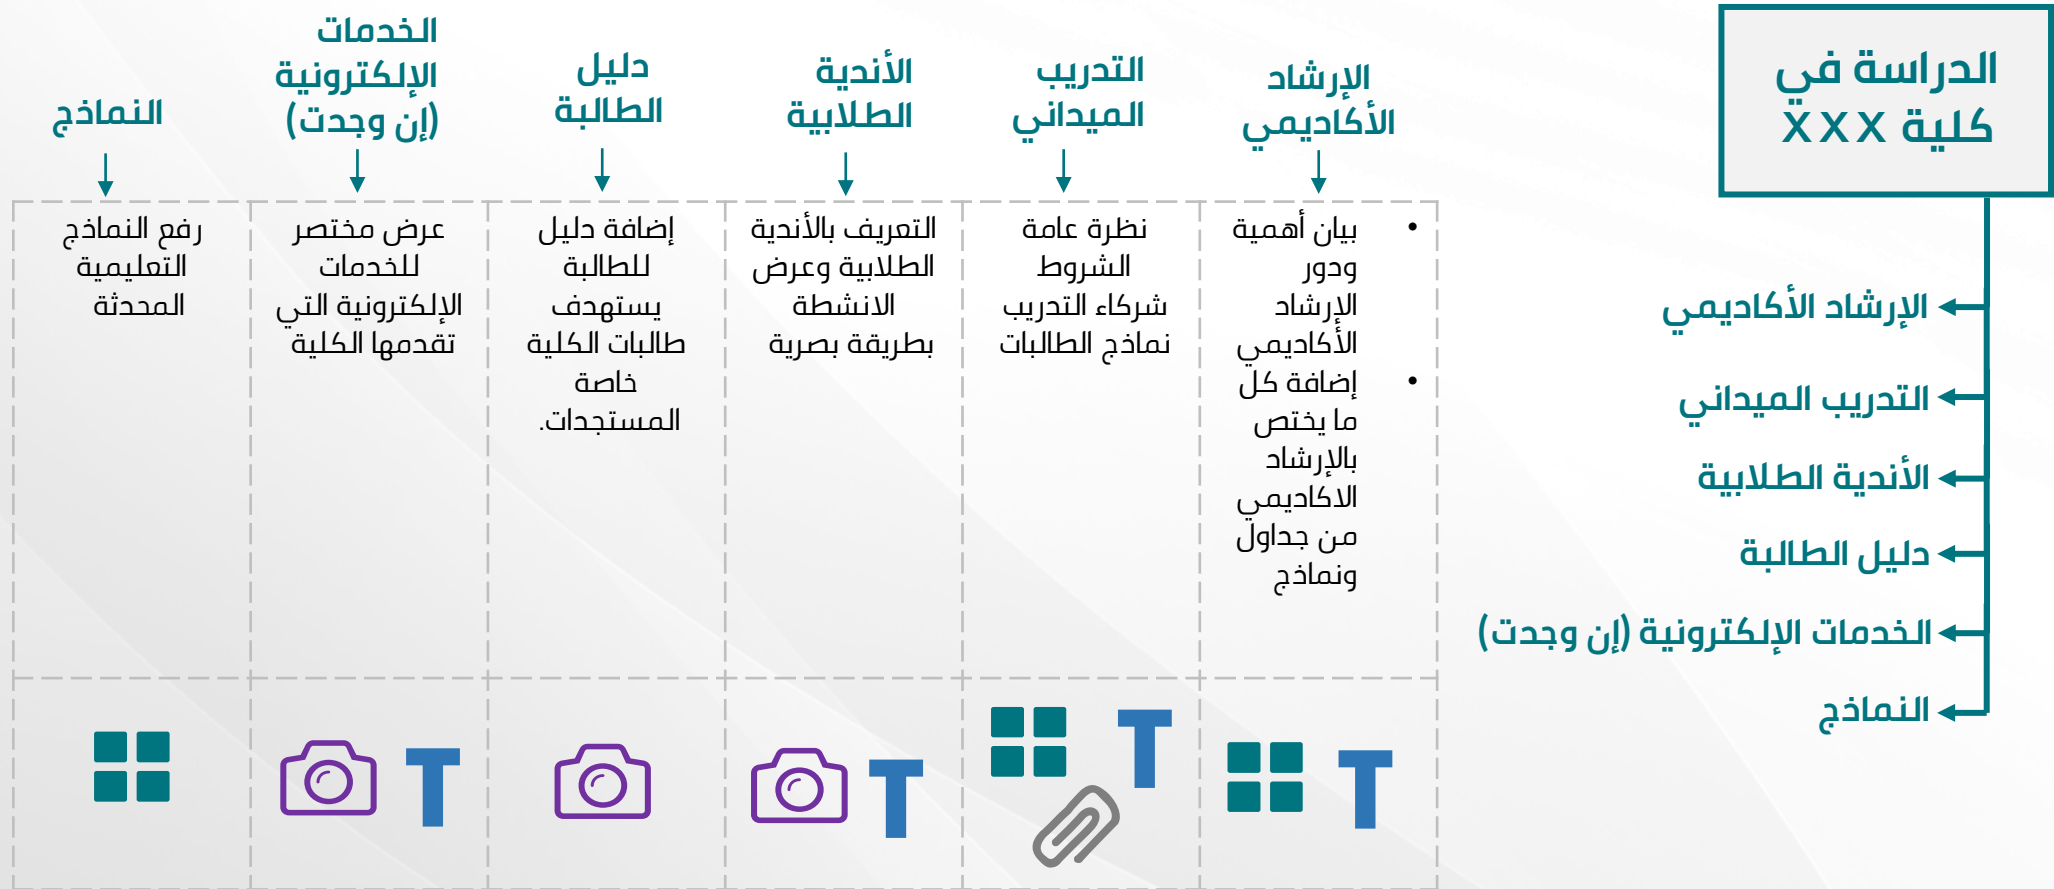 الدراسة في
كلية XXX
الإرشاد الأكاديمي
التدريب الميداني
الأندية الطلابية
دليل الطالبة
الخدمات الإلكترونية (إن وجدت)
النماذج
الإرشاد
الأكاديمي
• بيان أهمية
ودور
الإرشاد
الأكاديمي
• إضافة كل
ما يختص
بالإرشاد
الاكاديمي
من جداول
ونماذج
التدريب
الميداني
نظرة عامة
الشروط
شركاء التدريب
نماذج الطالبات
الأندية
الطلابية
التعريف بالأندية
الطلابية وعرض
الانشطة
بطريقة بصرية
دليل
الطالبة
إضافة دليل
للطالبة
يستهدف
طالبات الكلية
خاصة
المستجدات.
الخدمات
الإلكترونية
(إن وجدت)
عرض مختصر
للخدمات
الإلكترونية التي
تقدمها الكلية
النماذج
رفع النماذج
التعليمية
المحدثة
T
T
T
T